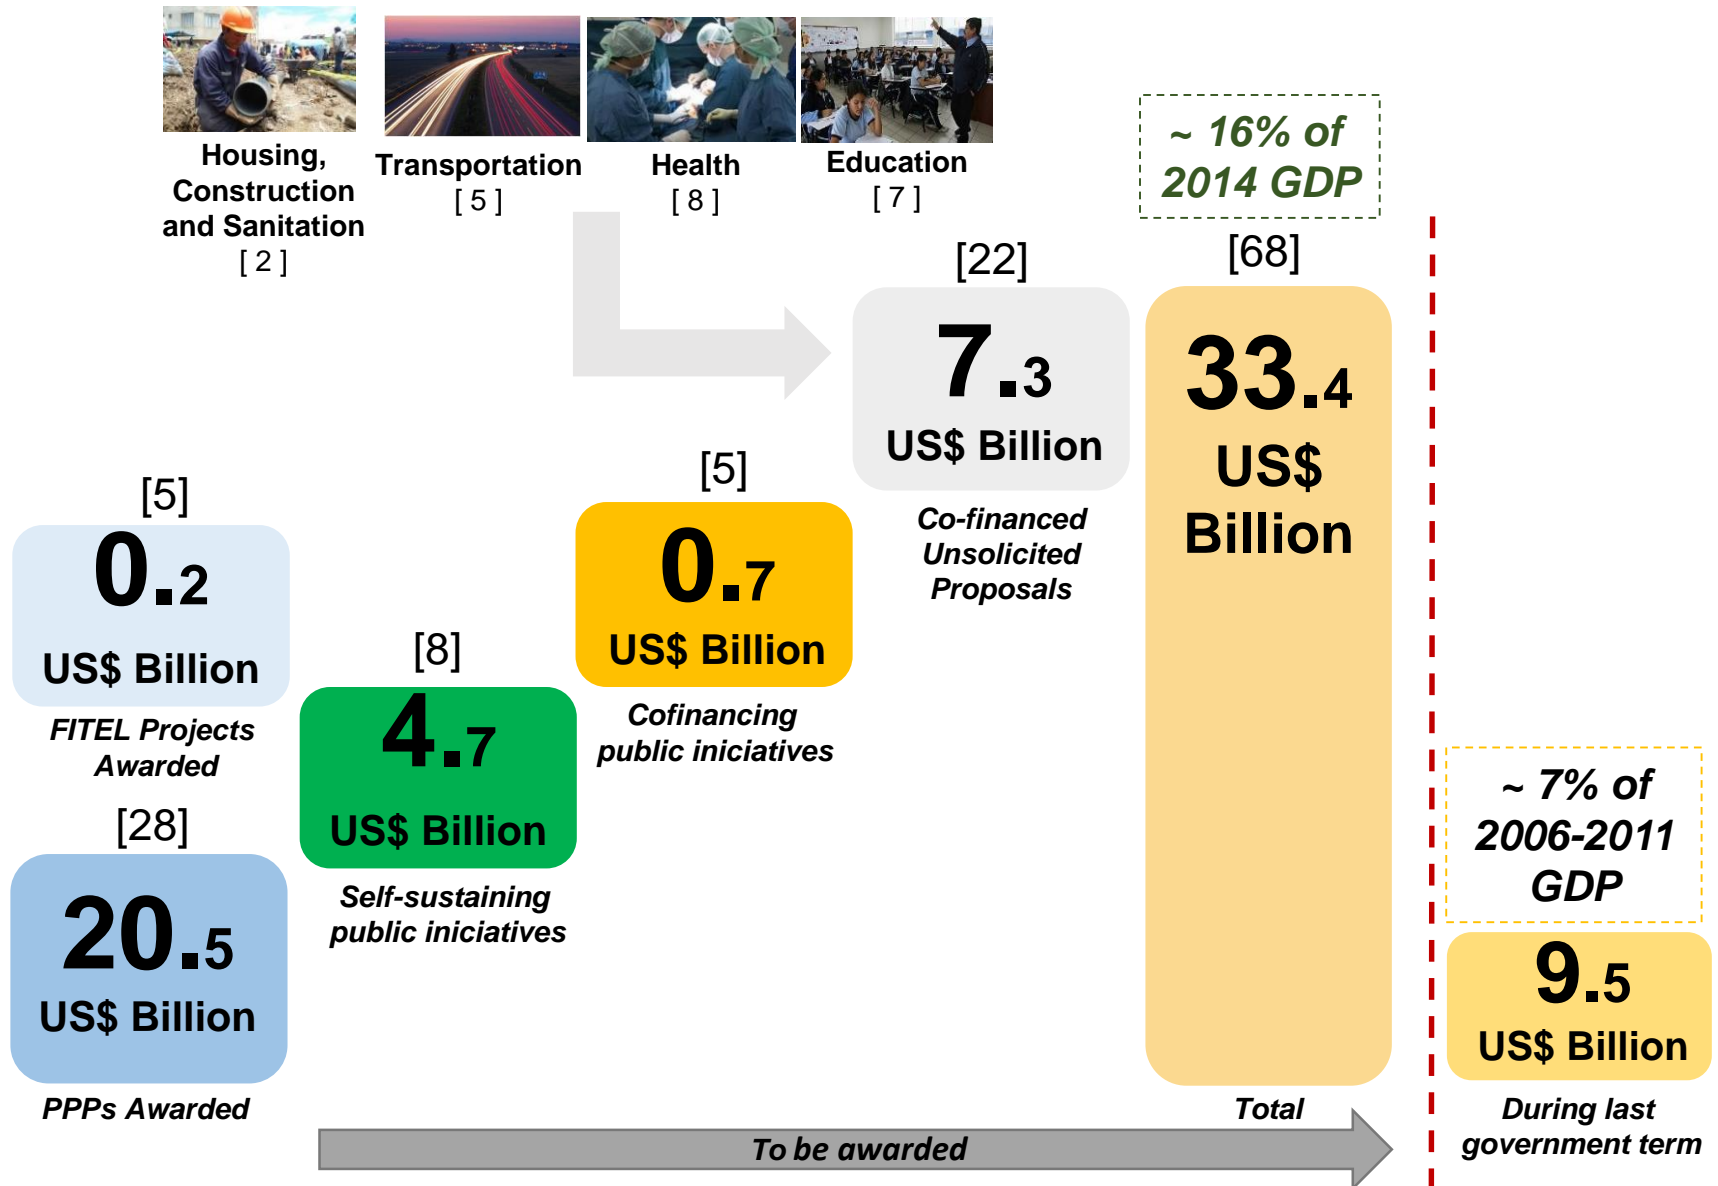 Housing,
Construction
and Sanitation
[ 2 ]
Transportation
[ 5 ]
Health
[ 8 ]
Education
[ 7 ]
~ 16% of
2014 GDP
[68]
33.4
US$
Billion
Total
[22]
7.3
US$ Billion
Co-financed
Unsolicited
Proposals
[5]
0.7
US$ Billion
Cofinancing
public iniciatives
[8]
4.7
US$ Billion
Self-sustaining
public iniciatives
[5]
0.2
US$ Billion
FITEL Projects
Awarded
[28]
20.5
US$ Billion
PPPs Awarded
To be awarded
~ 7% of
2006-2011
GDP
9.5
US$ Billion
During last
government term